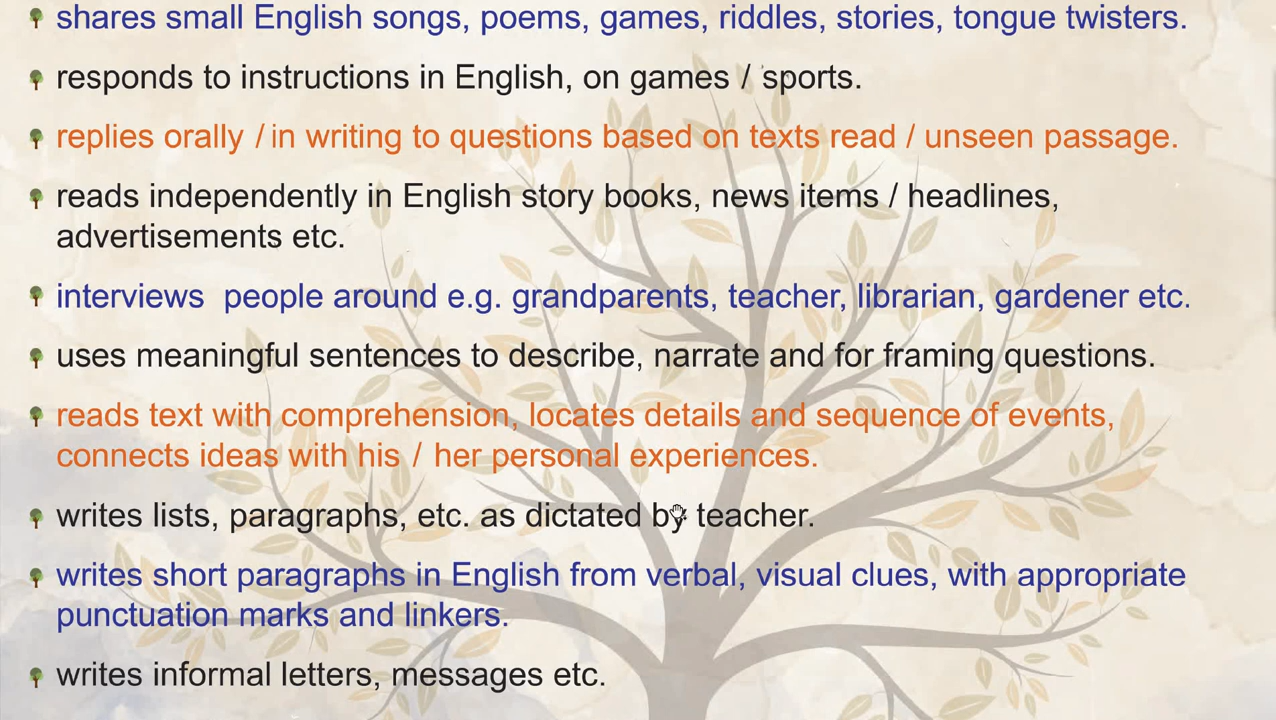 shares small English songs, poems, games, riddles, stories, tongue twisters.
responds to instructions in English, on games / sports.
replies orally / in writing to questions based on texts read / unseen passage.
reads independently in English story books, news items / headlines,
advertisements etc.
interviews people around e.g. grandparents, teacher, librarian, gardener etc.
uses meaningful sentences to describe, narrate and for framing questions.
reads text with comprehension, locates details and sequence of events,
connects ideas with his / her personal experiences.
writes lists, paragraphs, etc. as dictated by teacher.
writes short paragraphs in English from verbal, visual clues, with appropriate
punctuation marks and linkers.
writes informal letters, messages etc.